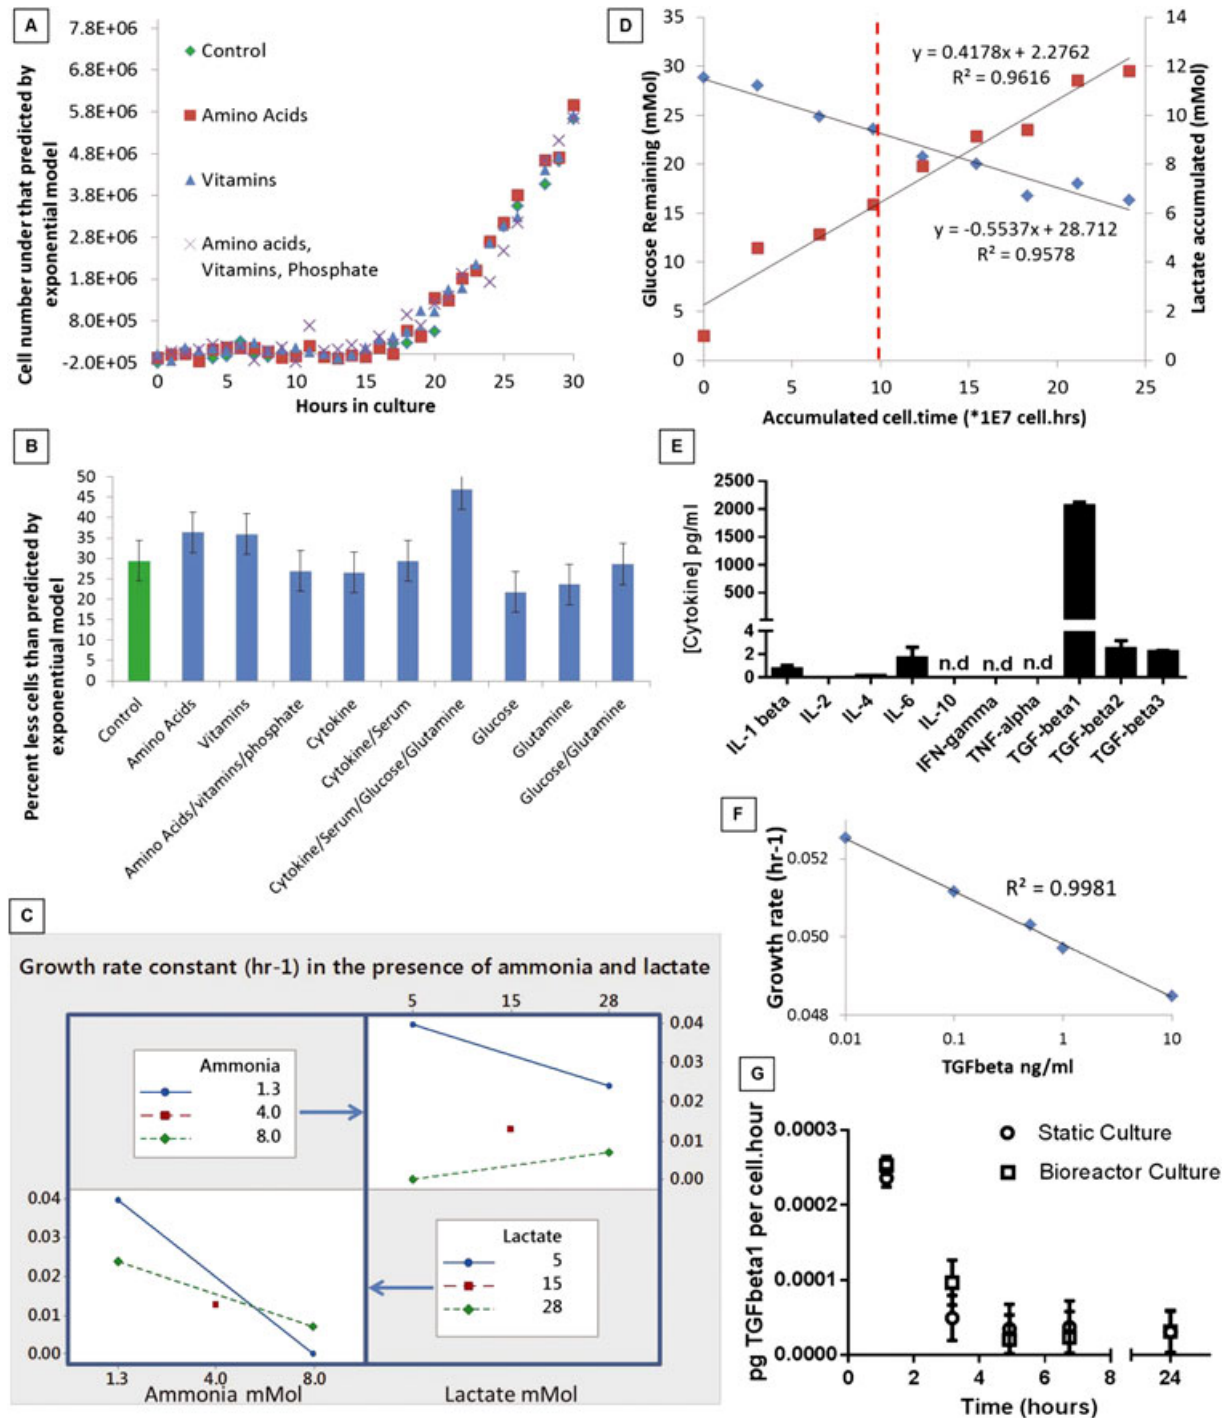 A
Cell number under that predicted by
exponential model
7.8E+06
6.8E+06
5.8E+06
4.8E+06
3.8E+06
2.8E+06
1.8E+06
8.0E+05
-2.0E+05
Control
Amino Acids
Vitamins
Amino acids,
Vitamins, Phosphate
0 5 10 15 20 25 30
Hours in culture
D
Glucose Remaining (mMol)
35
30
25
20
15
10
5
0
y = 0.4178x + 2.2762
R² = 0.9616
y = -0.5537x + 28.712
R² = 0.9578
14
12
10
8
6
4
2
0
Lactate accumulated (mMol)
0 5 10 15 20 25
Accumulated cell.time (*1E7 cell.hrs)
B
Percent less cells than predicted by
exponentiual model
50
45
40
35
30
25
20
15
10
5
0
Control
Amino Acids
Vitamins
Amino Acids/vitamins/phosphate
Cytokine
Cytokine/Serum
Cytokine/Serum/Glucose/Glutamine
Glucose
Glutamine
Glucose/Glutamine
E
[Cytokine] pg/ml
2500
2000
1500
1000
500
4
2
0
n.d n.d n.d
IL-1 beta
IL-2
IL-4
IL-6
IL-10
IFN-gamma
TNF-alpha
TGF-beta1
TGF-beta2
TGF-beta3
F
Growth rate (hr-1)
0.052
0.050
0.048
R² = 0.9981
0.01 0.1 1 10
TGFbeta ng/ml
C
Growth rate constant (hr-1) in the presence of ammonia and lactate
5 15 28
Ammonia
1.3
4.0
8.0
0.04
0.03
0.02
0.01
0.00
0.04
0.03
0.02
0.01
0.00
Lactate
5
15
28
1.3 4.0 8.0
Ammonia mMol
Lactate mMol
G
pg TGFbeta1 per cell.hour
0.0003
0.0002
0.0001
0.0000
Static Culture
Bioreactor Culture
0 2 4 6 8 24
Time (hours)